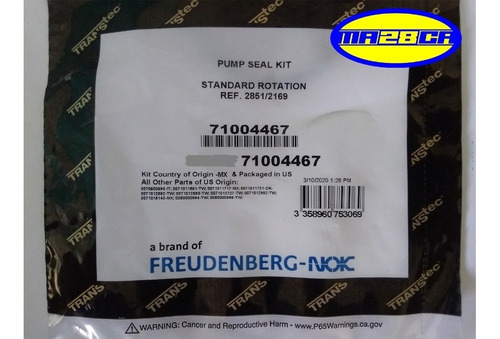 MA28CR
PUMP SEAL KIT
STANDARD ROTATION
REF. 2851/2169
71004467
71004467
Kit Country of Origin -MX & Packaged in US
All Other Parts of US Origin:
3/10/2020 1:28 PM
3 358960 753069
a brand of
FREUDENBERG-NOK
TRANSTec
WARNING: Cancer and Reproductive Harm - www.P65Warnings.ca.gov